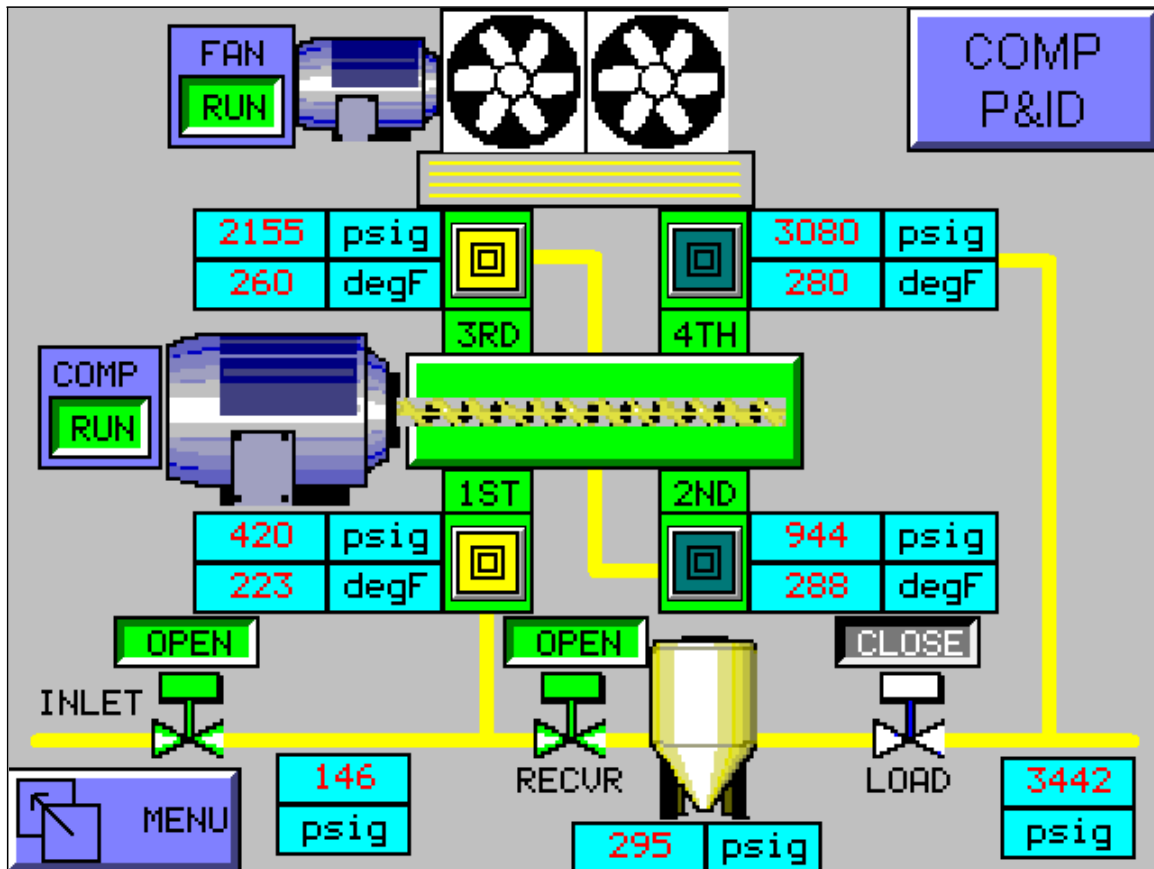 FAN
RUN
COMP
P&ID
2155 psig
260 degF
3080 psig
280 degF
3RD
4TH
COMP
RUN
1ST
2ND
420 psig
223 degF
944 psig
288 degF
OPEN
OPEN
CLOSE
INLET
RECVR
LOAD
146
psig
3442
psig
MENU
295 psig